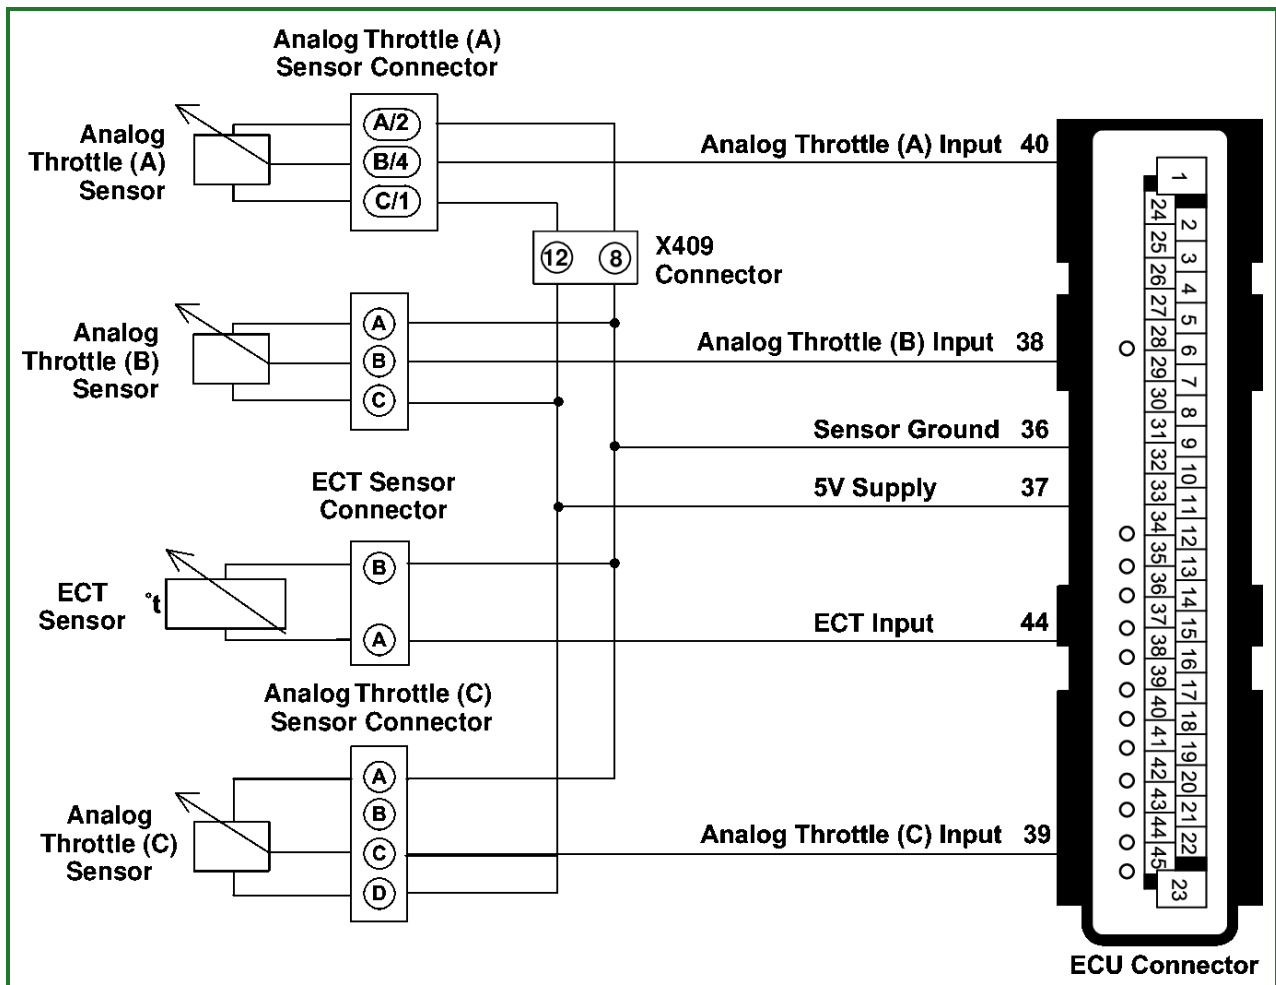 Analog Throttle (A)
Sensor Connector
Analog
Throttle (A)
Sensor
A/2
B/4
C/1
Analog Throttle (A) Input 40
12
8
X409
Connector
Analog
Throttle (B)
Sensor
A
B
C
Analog Throttle (B) Input 38
Sensor Ground 36
5V Supply 37
ECT Sensor
Connector
ECT
Sensor
°t
B
A
ECT Input 44
Analog Throttle (C)
Sensor Connector
Analog
Throttle (C)
Sensor
A
B
C
D
Analog Throttle (C) Input 39
1
2
3
4
5
6
7
8
9
10
11
12
13
14
15
16
17
18
19
20
21
22
23
24
25
26
27
28
29
30
31
32
33
34
35
36
37
38
39
40
41
42
43
44
45
ECU Connector